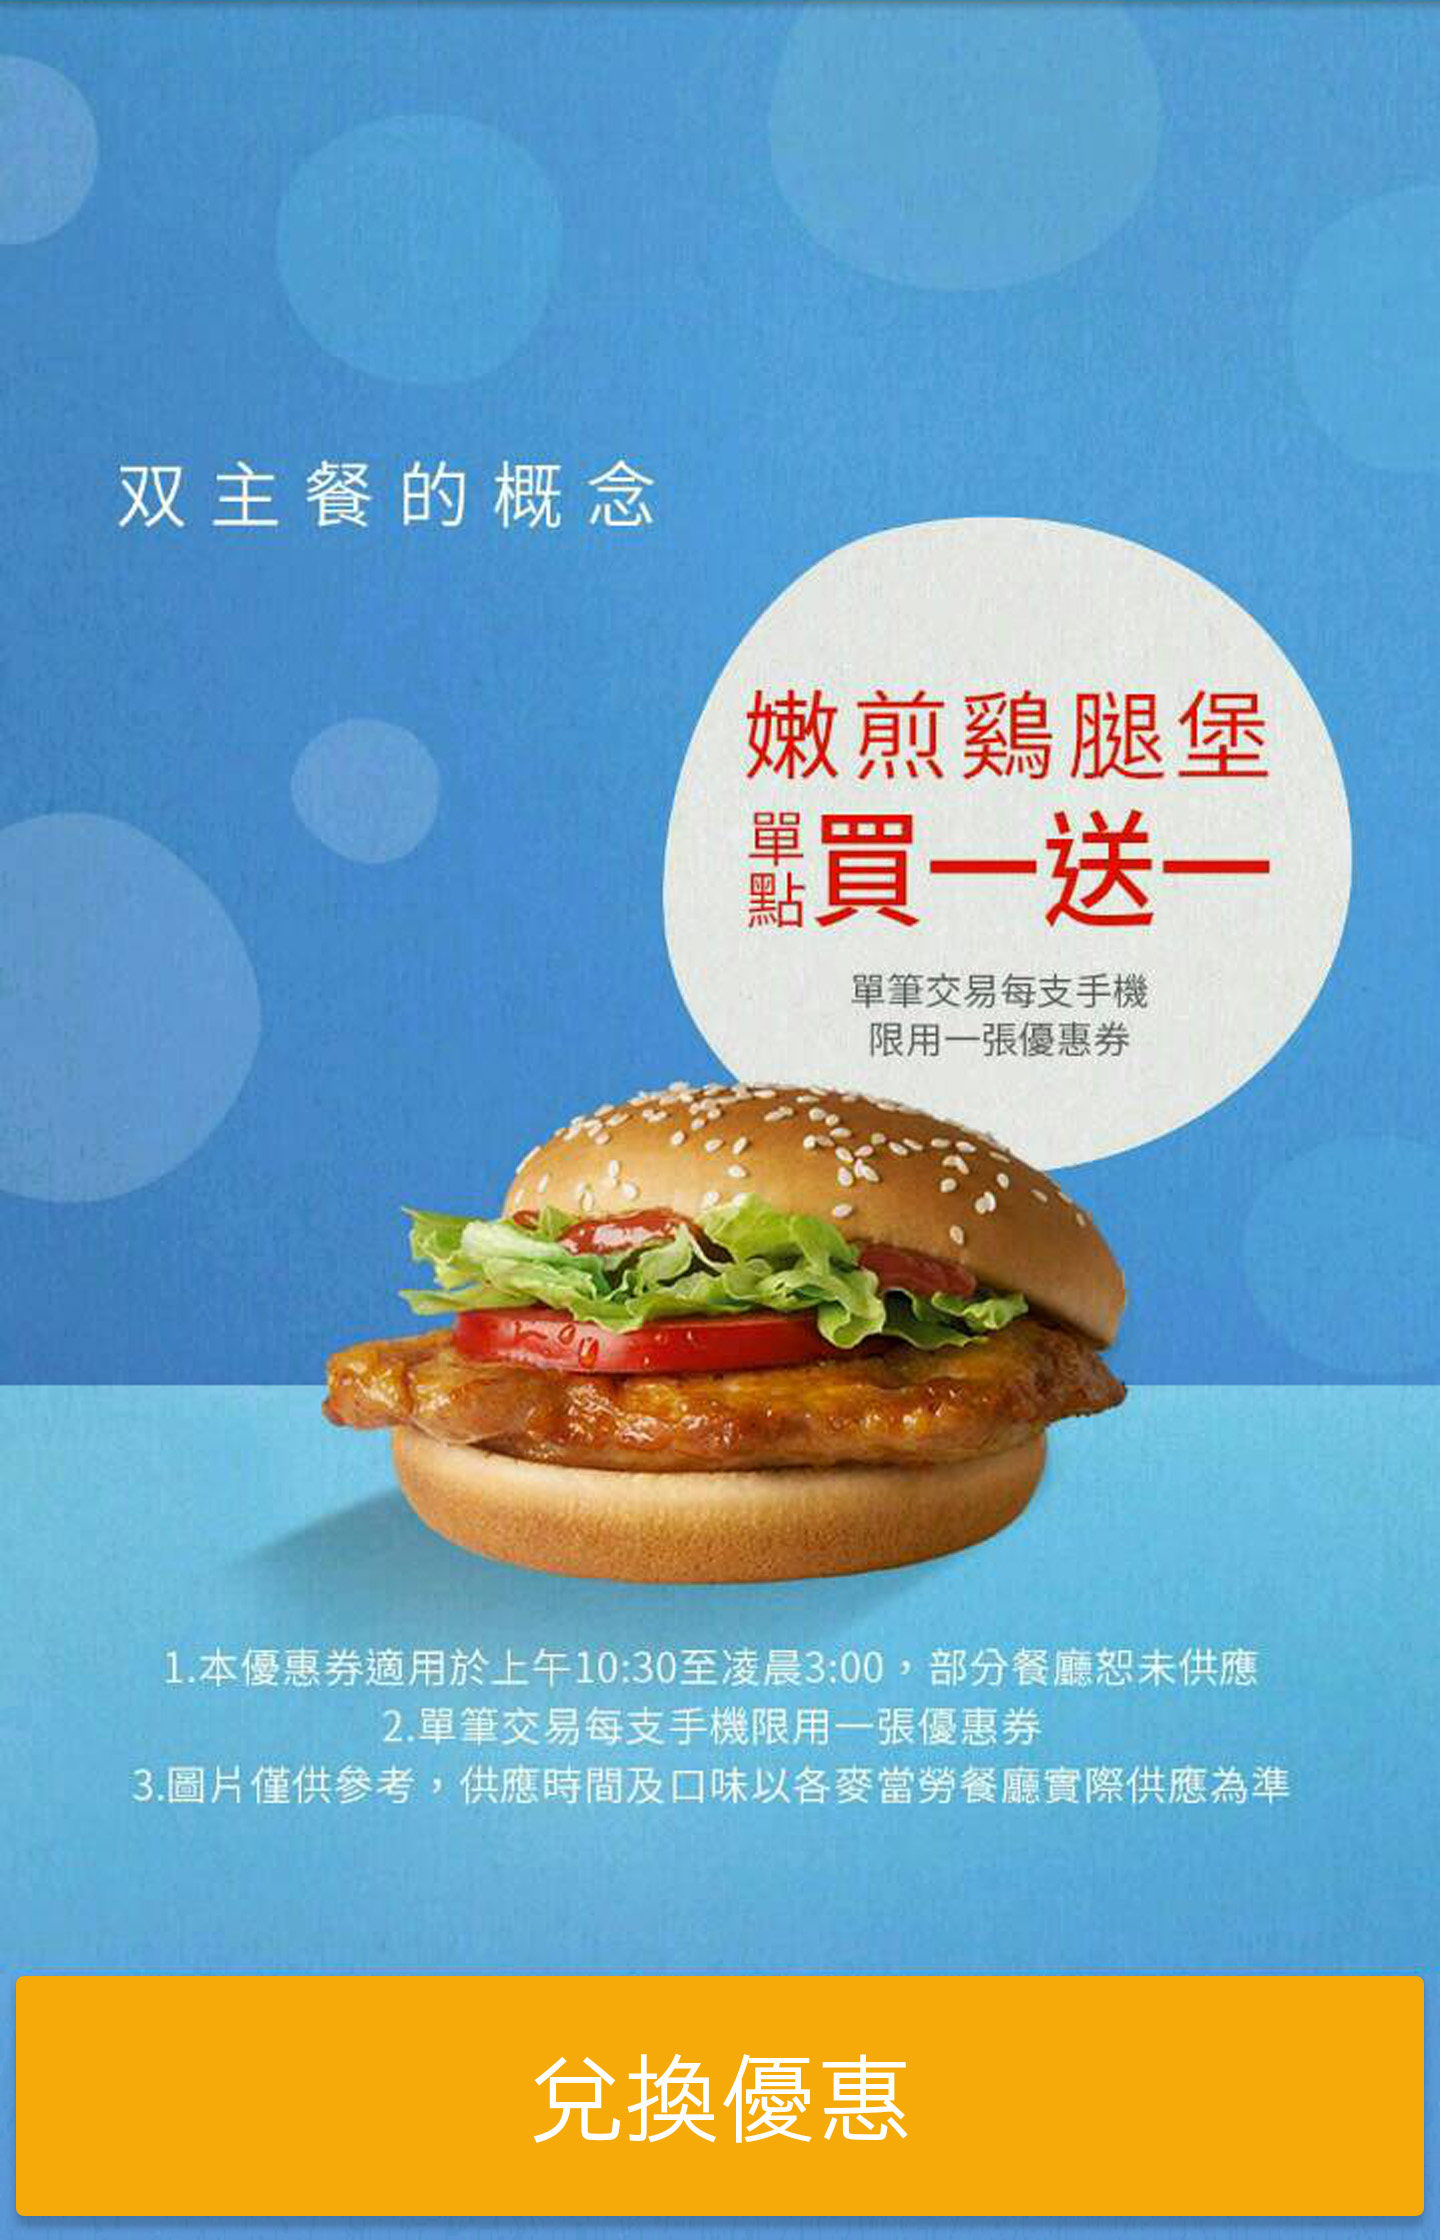 双主餐的概念
嫩煎鷄腿堡
單點買一送一
單筆交易每支手機
限用一張優惠券
1.本優惠券適用於上午10:30至凌晨3:00，部分餐廳恕未供應
2.單筆交易每支手機限用一張優惠券
3.圖片僅供參考，供應時間及口味以各麥當勞餐廳實際供應為準
兌換優惠